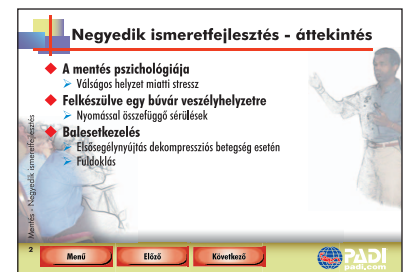 Negyedik ismeretfejlesztés - áttekintés
A mentés pszichológiája
Válságos helyzet miatti stressz
Felkészülve egy búvár veszélyhelyzetre
Nyomással összefüggő sérülések
Balesetkezelés
Elsősegélynyújtás dekompressziós betegség esetén
Fuldoklás
Mentés - Negyedik ismeretfejlesztés
2
Menü
Előző
Következő
PADI
padi.com